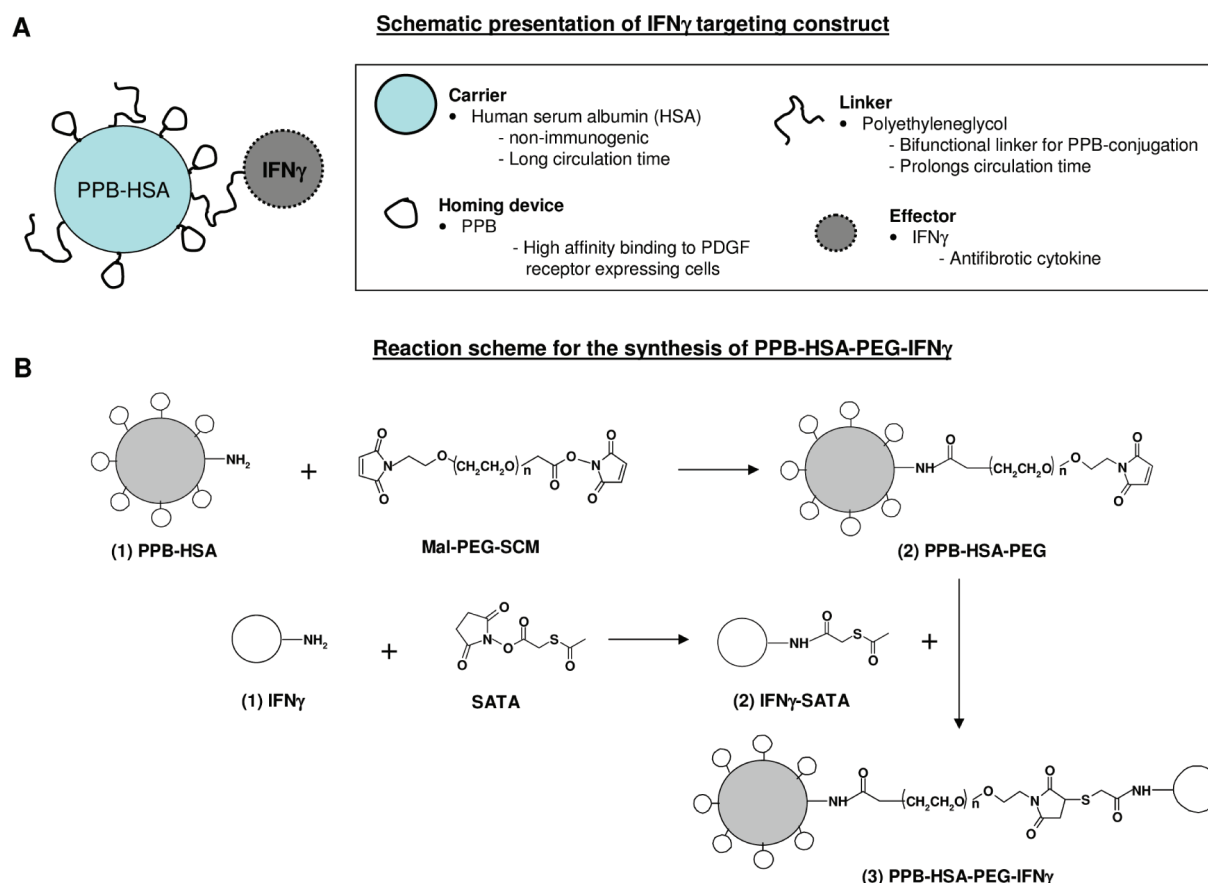 A
Schematic presentation of IFNγ targeting construct
PPB-HSA
IFNγ
Carrier
• Human serum albumin (HSA)
- non-immunogenic
- Long circulation time
Homing device
• PPB
- High affinity binding to PDGF
receptor expressing cells
Linker
• Polyethyleneglycol
- Bifunctional linker for PPB-conjugation
- Prolongs circulation time
Effector
• IFNγ
- Antifibrotic cytokine
B
Reaction scheme for the synthesis of PPB-HSA-PEG-IFNγ
NH₂
+
O
N
O
O
(CH₂CH₂O)
n
O
O
O
N
O
NH
O
(CH₂CH₂O)
n
O
N
O
O
(1) PPB-HSA
Mal-PEG-SCM
(2) PPB-HSA-PEG
NH₂
+
O
N
O
O
O
S
O
NH
O
S
O
+
(1) IFNγ
SATA
(2) IFNγ-SATA
NH
O
(CH₂CH₂O)
n
O
N
O
O
S
O
NH
(3) PPB-HSA-PEG-IFNγ